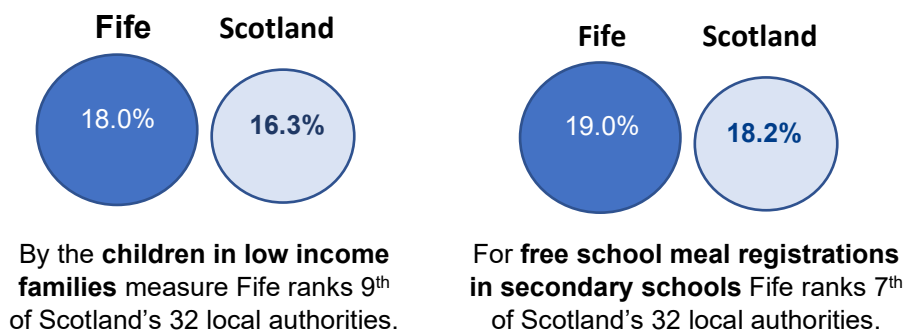 Fife Scotland
18.0% 16.3%
By the children in low income
families measure Fife ranks 9th
of Scotland's 32 local authorities.
Fife Scotland
19.0% 18.2%
For free school meal registrations
in secondary schools Fife ranks 7th
of Scotland's 32 local authorities.